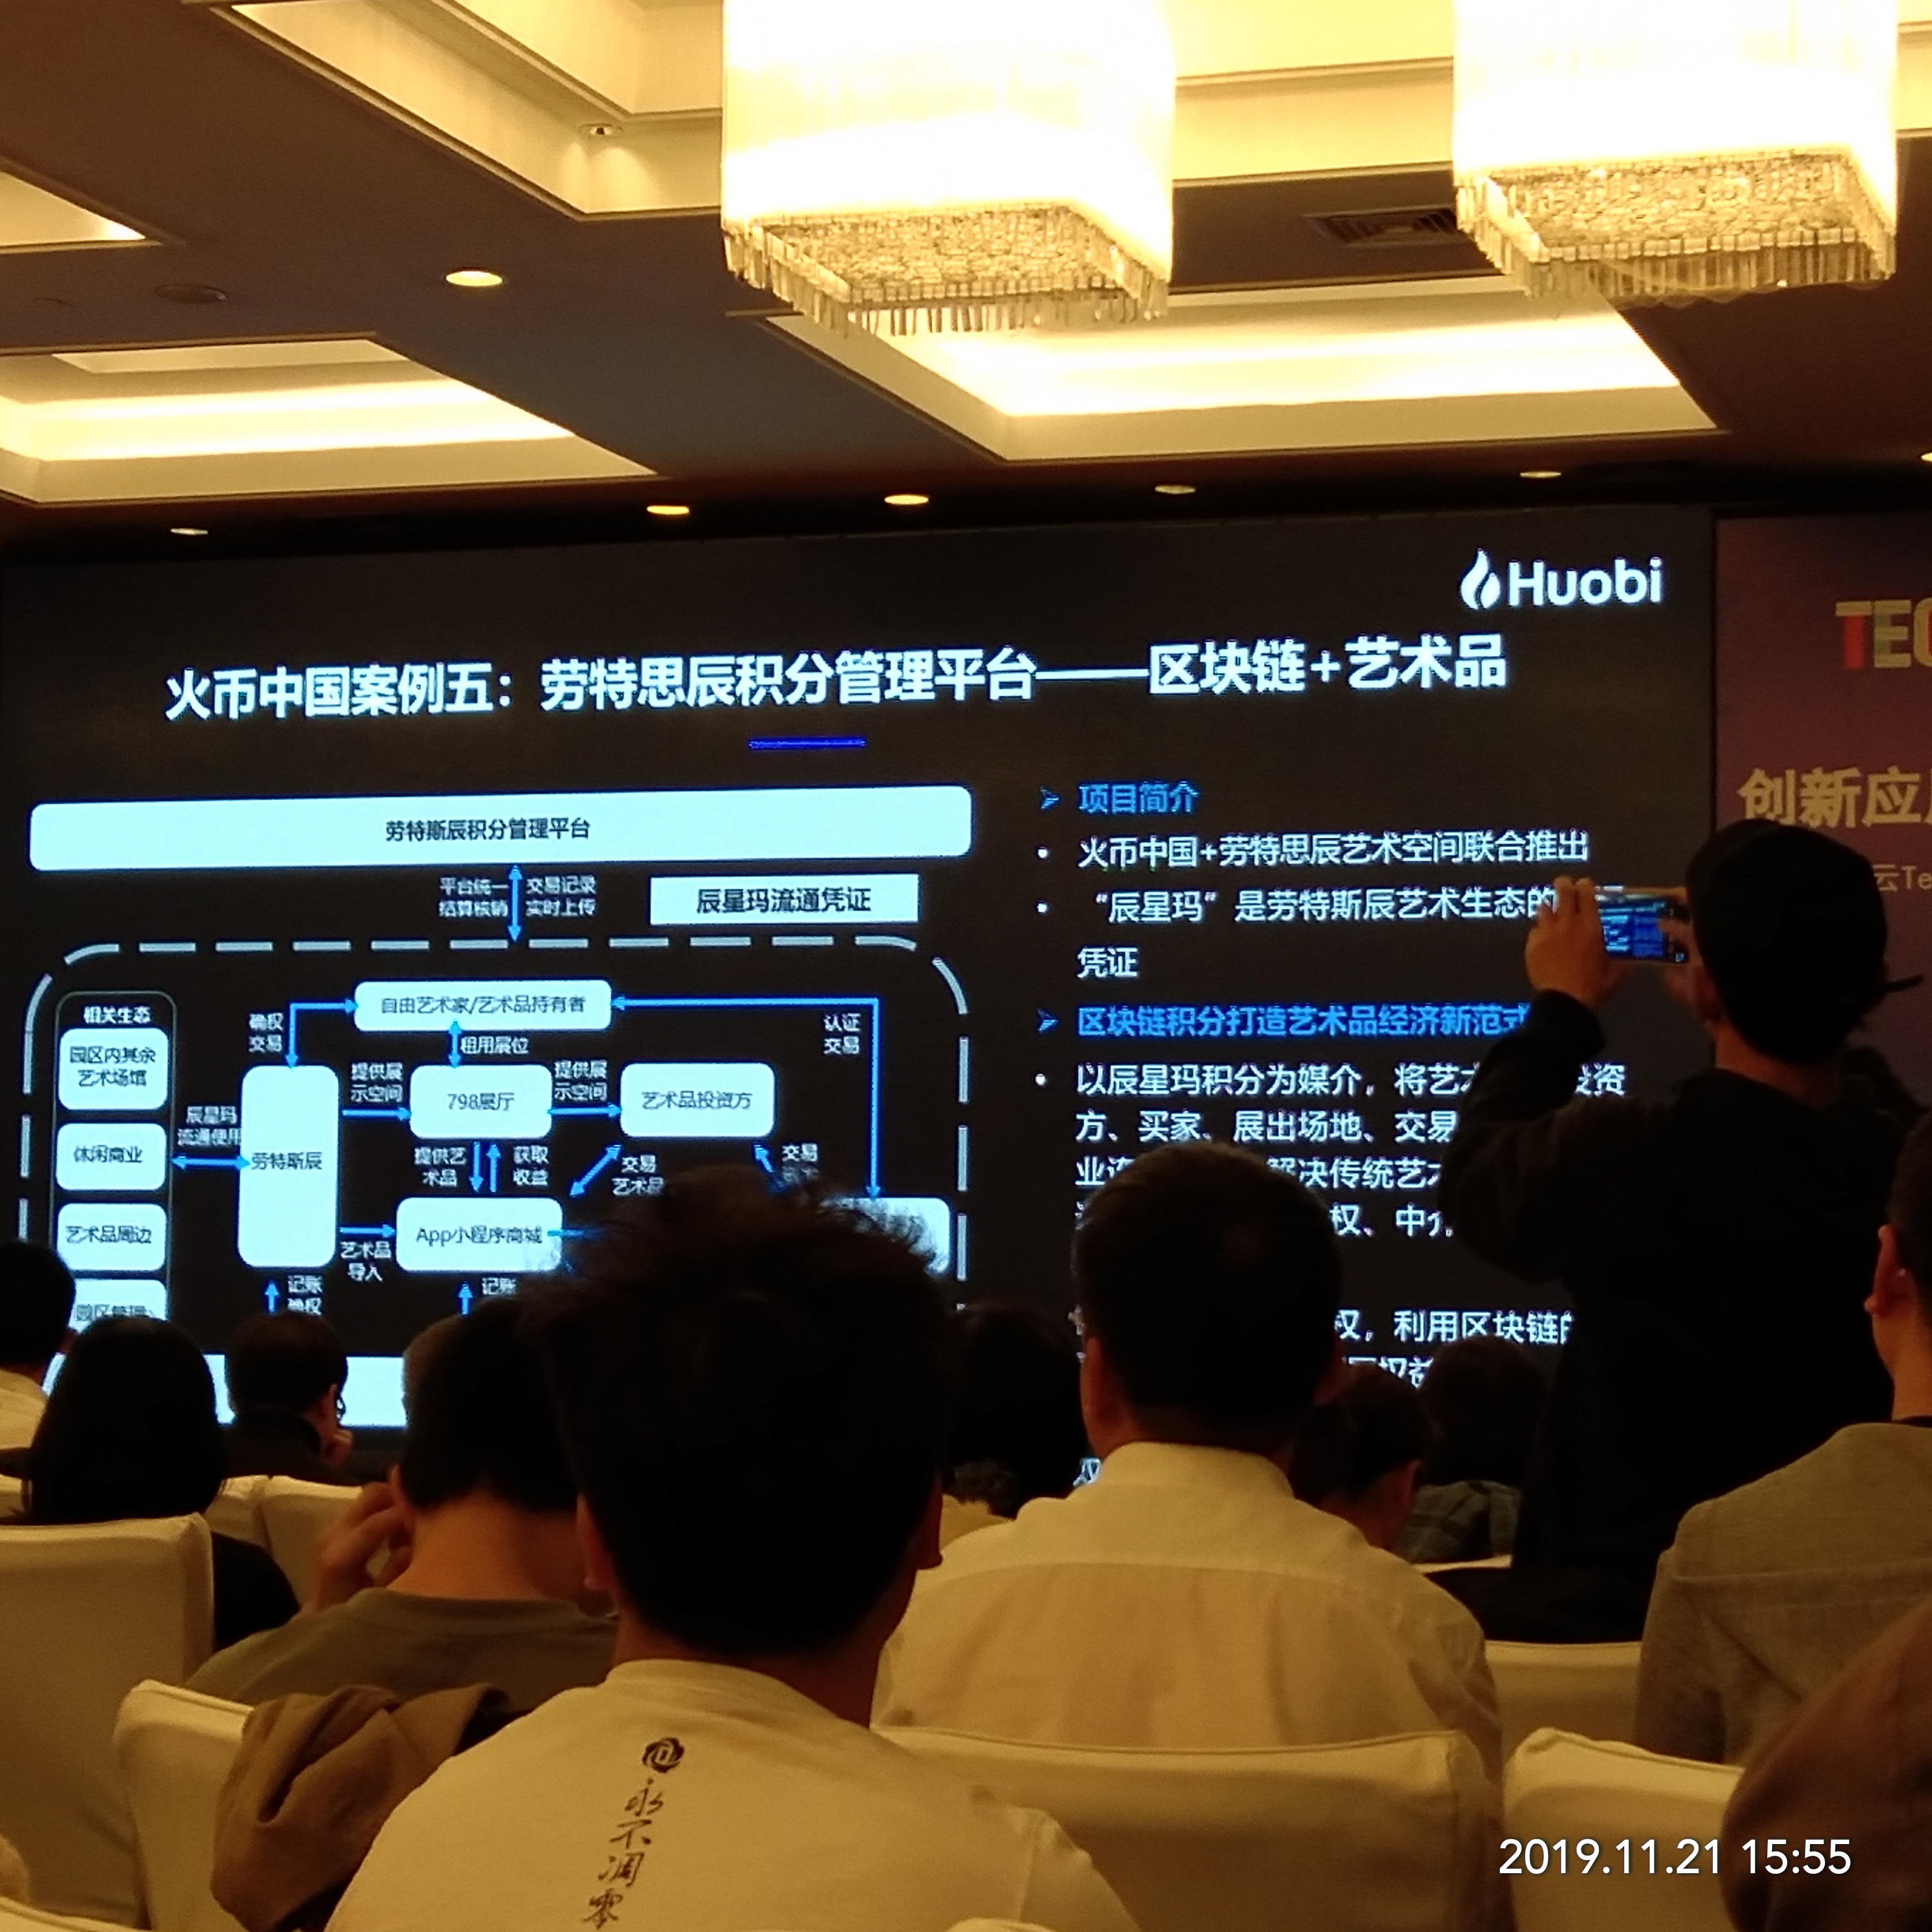 Huobi
火币中国案例五：劳特思辰积分管理平台——区块链+艺术品
劳特斯辰积分管理平台
平台统一
结算核销
交易记录
实时上传
辰星玛流通凭证
相关生态
园区内其余
艺术场馆
休闲商业
艺术品周边
园区管理
辰星玛
流通使用
劳特斯辰
确权
交易
自由艺术家/艺术品持有者
租用展位
认证
交易
提供展
示空间
798展厅
提供展
示空间
艺术品投资方
提供艺
术品
获取
收益
交易
艺术品
交易
艺术品
导入
App小程序商城
记账
确权
记账
项目简介
• 火币中国+劳特思辰艺术空间联合推出
• “辰星玛”是劳特斯辰艺术生态的
凭证
区块链积分打造艺术品经济新范式
• 以辰星玛积分为媒介，将艺术 投资
方、买家、展出场地、交易
业 解决传统艺术
权、中介
权，利用区块链的
权益
TEC
创新应
云Te
永不凋零
2019.11.21 15:55